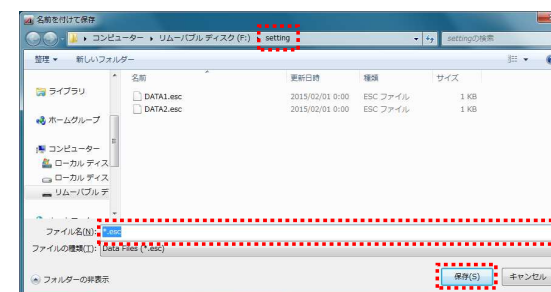 名前を付けて保存
コンピューター ▸ リムーバブル ディスク (F:) ▸ setting
settingの検索
整理 ▼ 新しいフォルダー
名前 更新日時 種類 サイズ
ライブラリ
DATA1.esc 2015/02/01 0:00 ESC ファイル 1 KB
DATA2.esc 2015/02/01 0:00 ESC ファイル 1 KB
ホームグループ
コンピューター
ローカル ディス
ローカル ディス
リムーバブル デ
ファイル名(N): *.esc
ファイルの種類(T): Data Files (*.esc)
フォルダーの非表示 保存(S) キャンセル